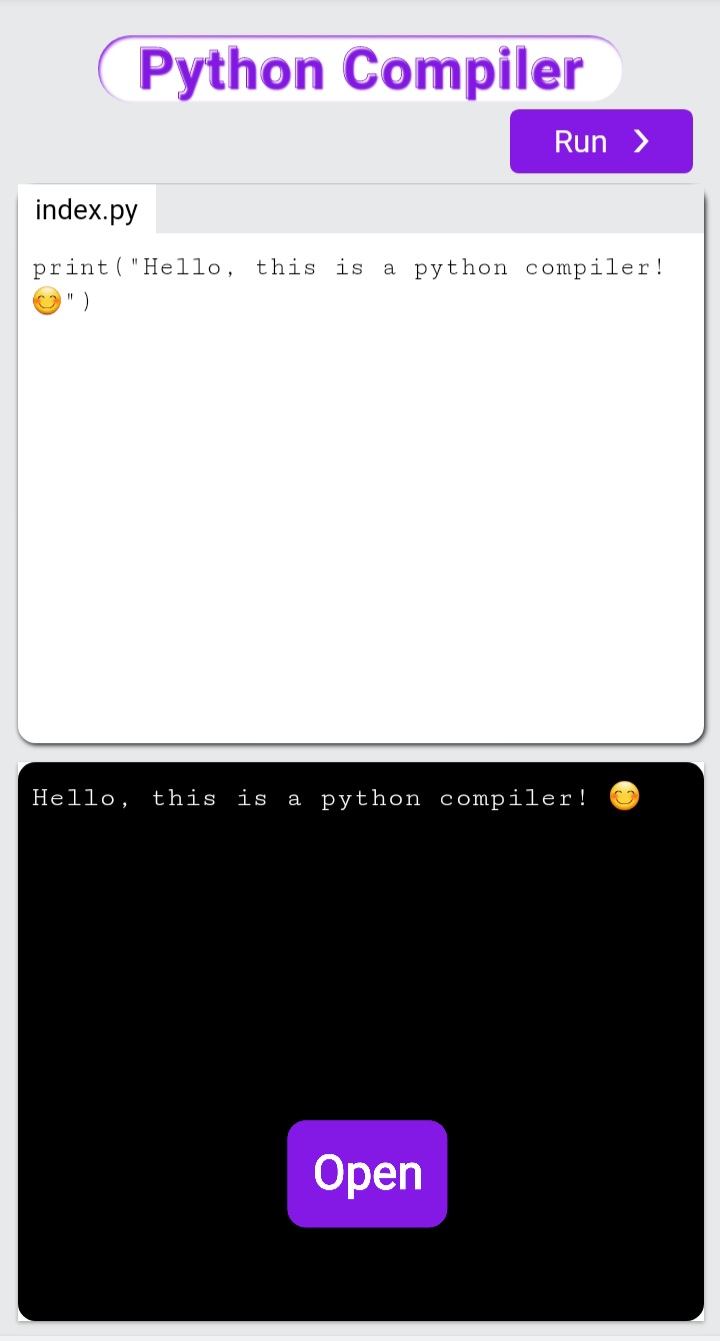 Python Compiler
Run ❯
index.py
print("Hello, this is a python compiler!
😊")
Hello, this is a python compiler! 😊
Open